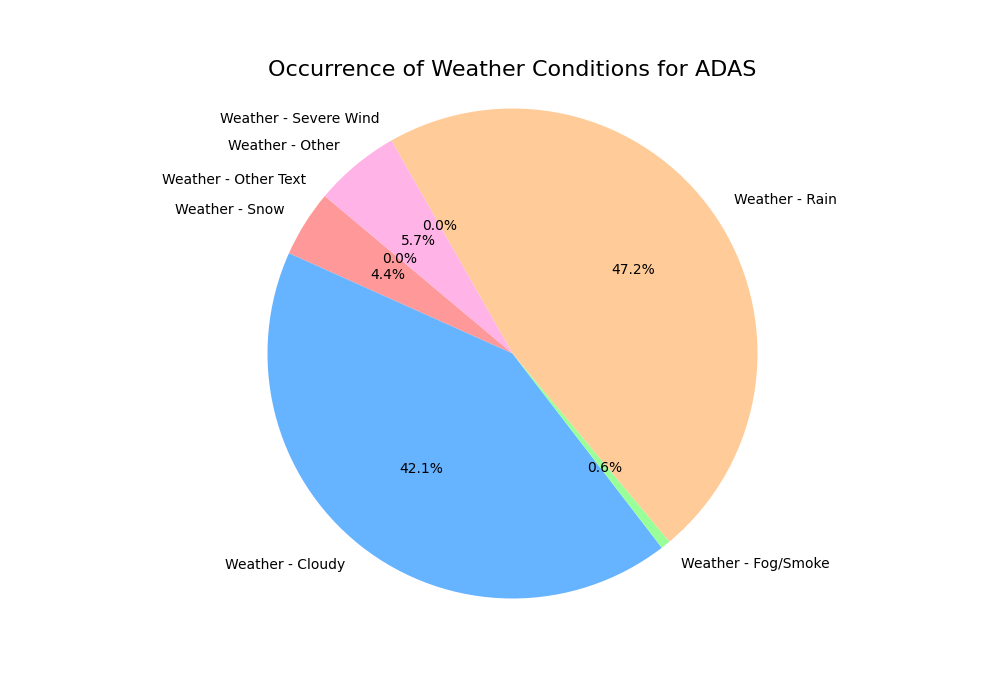 Occurrence of Weather Conditions for ADAS
Weather - Severe Wind
Weather - Other
Weather - Other Text
Weather - Snow
Weather - Rain
0.0%
5.7%
0.0%
4.4%
47.2%
42.1%
0.6%
Weather - Cloudy
Weather - Fog/Smoke